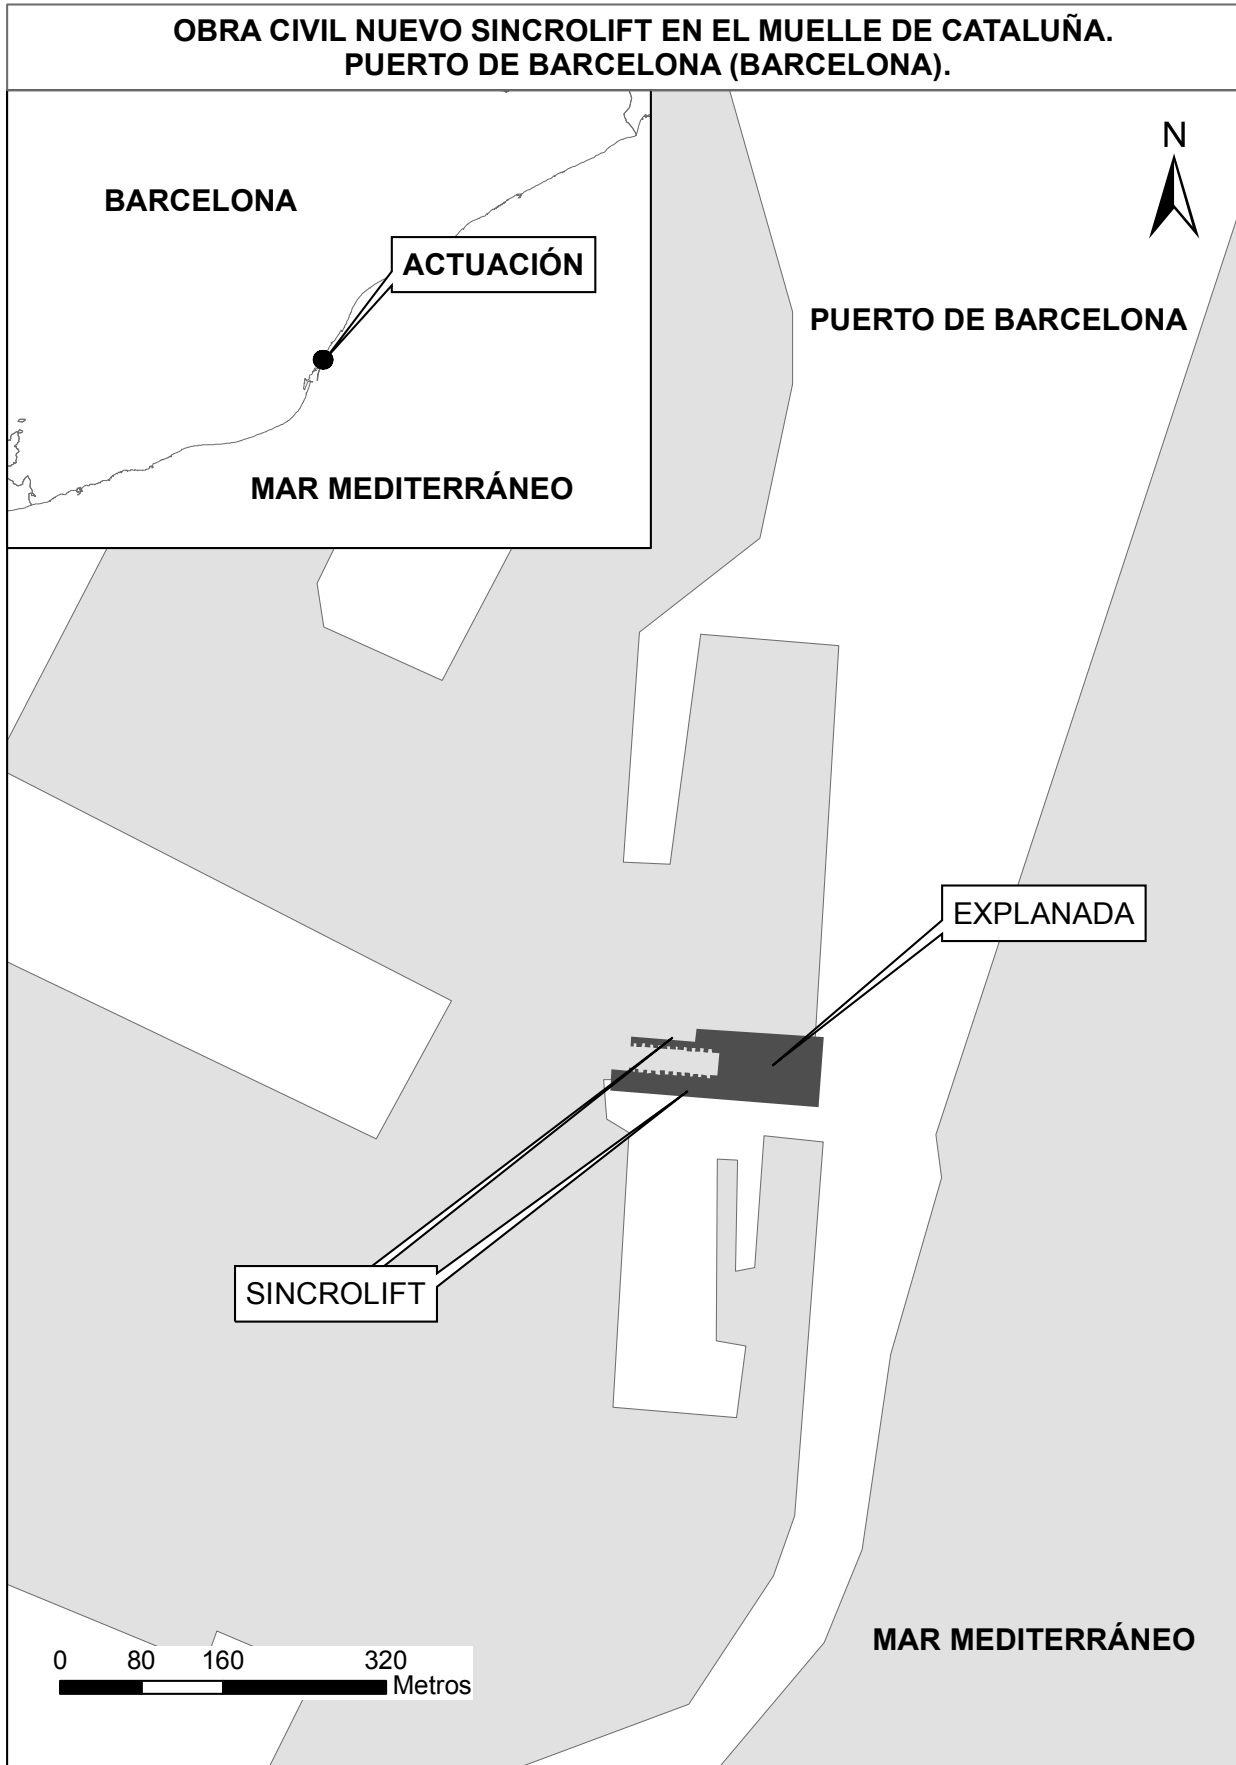 OBRA CIVIL NUEVO SINCROLIFT EN EL MUELLE DE CATALUÑA.
PUERTO DE BARCELONA (BARCELONA).
N
BARCELONA
ACTUACIÓN
PUERTO DE BARCELONA
MAR MEDITERRÁNEO
EXPLANADA
SINCROLIFT
MAR MEDITERRÁNEO
0 80 160 320
Metros